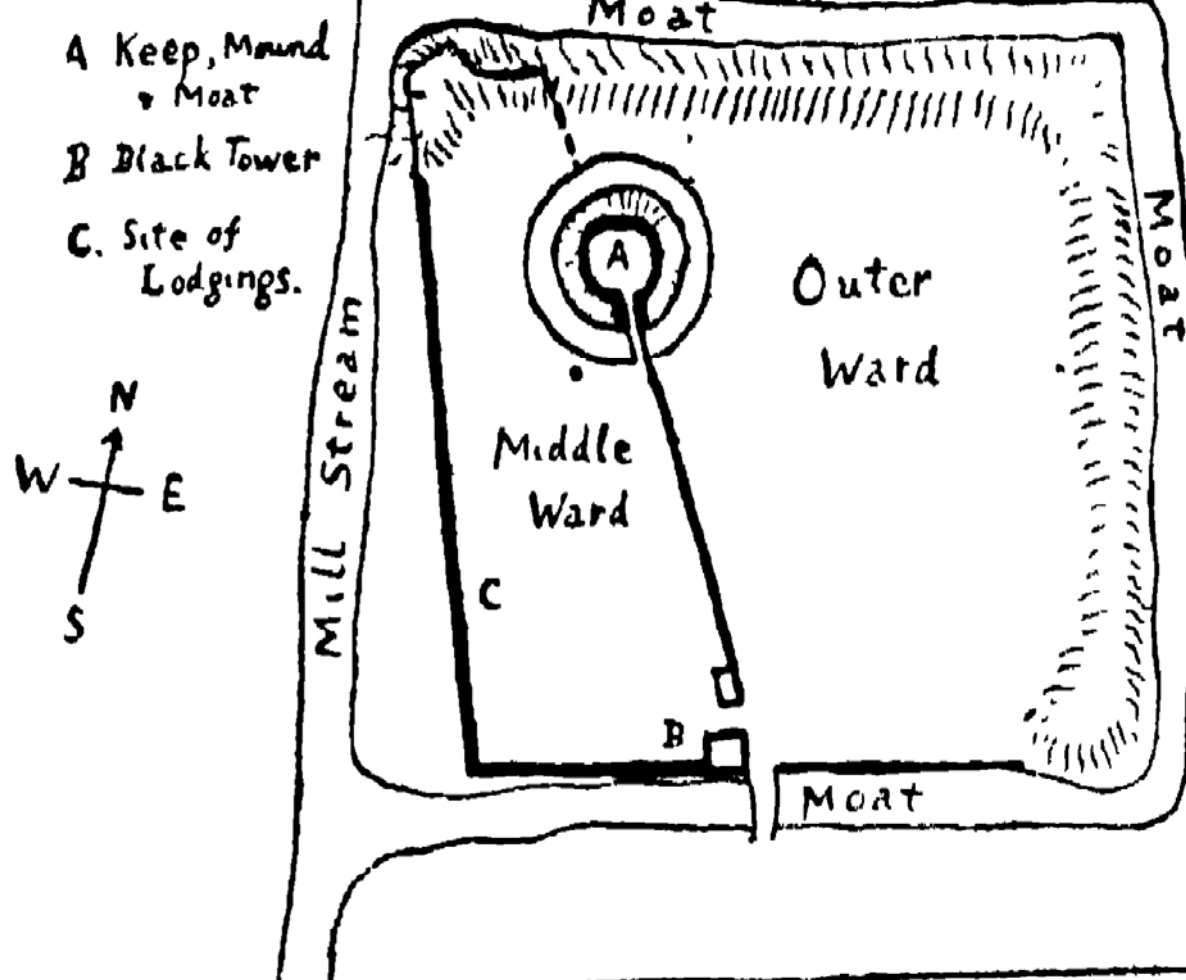 A Keep, Mound
& Moat
B Black Tower
C. Site of
Lodgings.
N
W E
S
Moat
Moat
Mill Stream
A
Outer
Ward
Middle
Ward
C
B
Moat